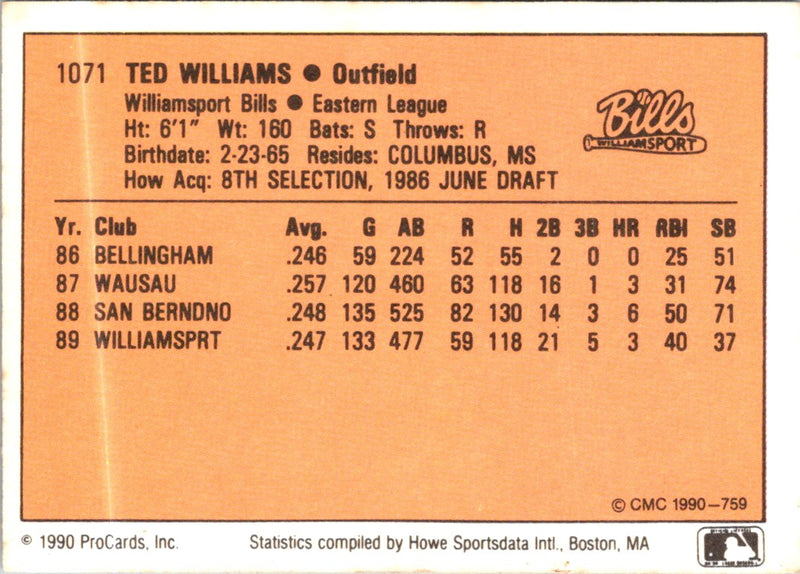 1071 TED WILLIAMS ● Outfield
Williamsport Bills ● Eastern League
Ht: 6'1" Wt: 160 Bats: S Throws: R
Birthdate: 2-23-65 Resides: COLUMBUS, MS
How Acq: 8TH SELECTION, 1986 JUNE DRAFT
Bills
WILLIAMSPORT
Yr. Club Avg. G AB R H 2B 3B HR RBI SB
86 BELLINGHAM .246 59 224 52 55 2 0 0 25 51
87 WAUSAU .257 120 460 63 118 16 1 3 31 74
88 SAN BERNDNO .248 135 525 82 130 14 3 6 50 71
89 WILLIAMSPRT .247 133 477 59 118 21 5 3 40 37
© CMC 1990–759
© 1990 ProCards, Inc. Statistics compiled by Howe Sportsdata Intl., Boston, MA